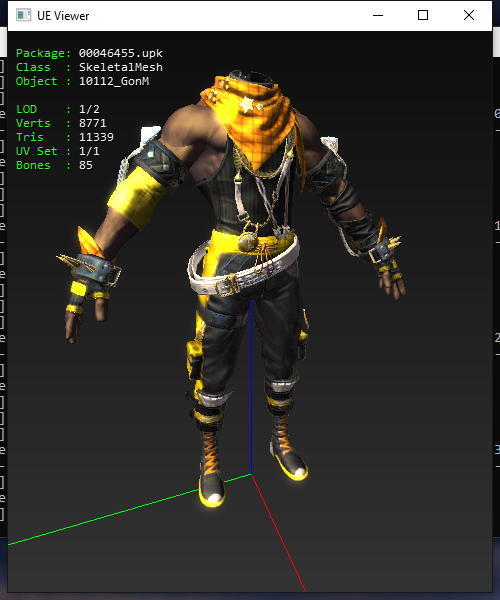 UE Viewer
Package: 00046455.upk
Class  : SkeletalMesh
Object : 10112_GonM
LOD    : 1/2
Verts  : 8771
Tris   : 11339
UV Set : 1/1
Bones  : 85